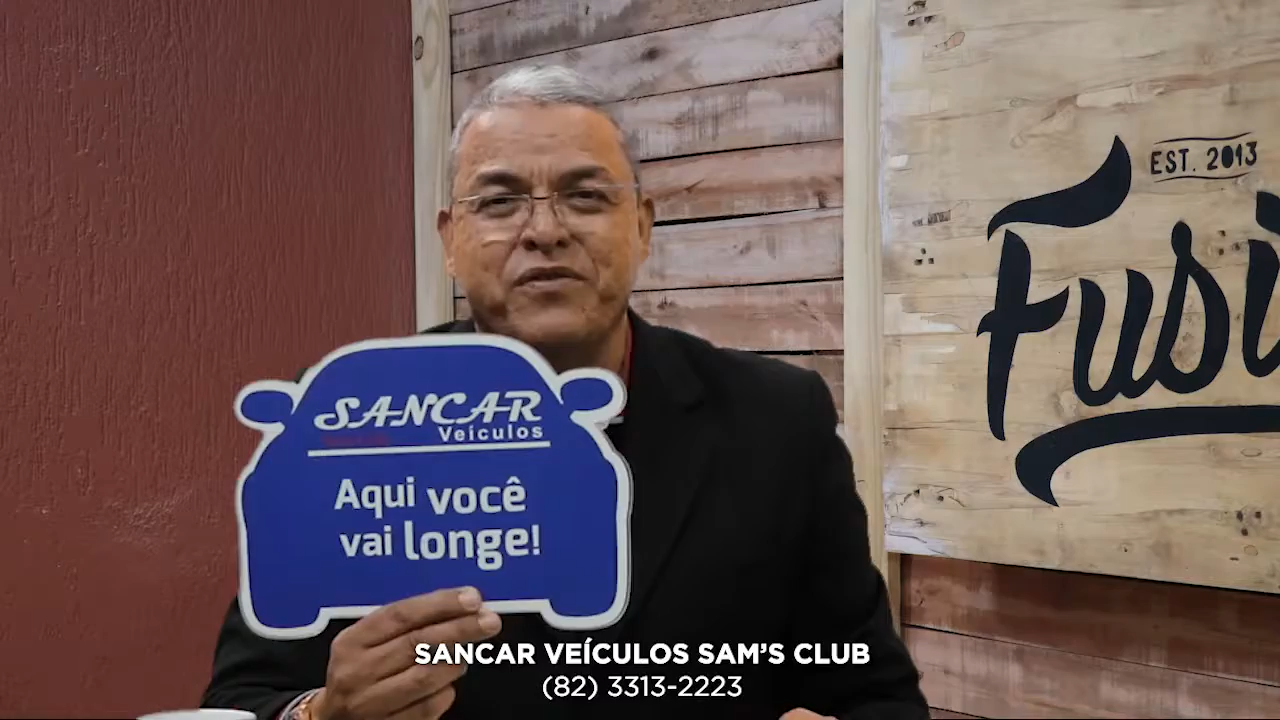 EST. 2013
Fusi
SANCAR
Veículos
Aqui você
vai longe!
SANCAR VEÍCULOS SAM'S CLUB
(82) 3313-2223